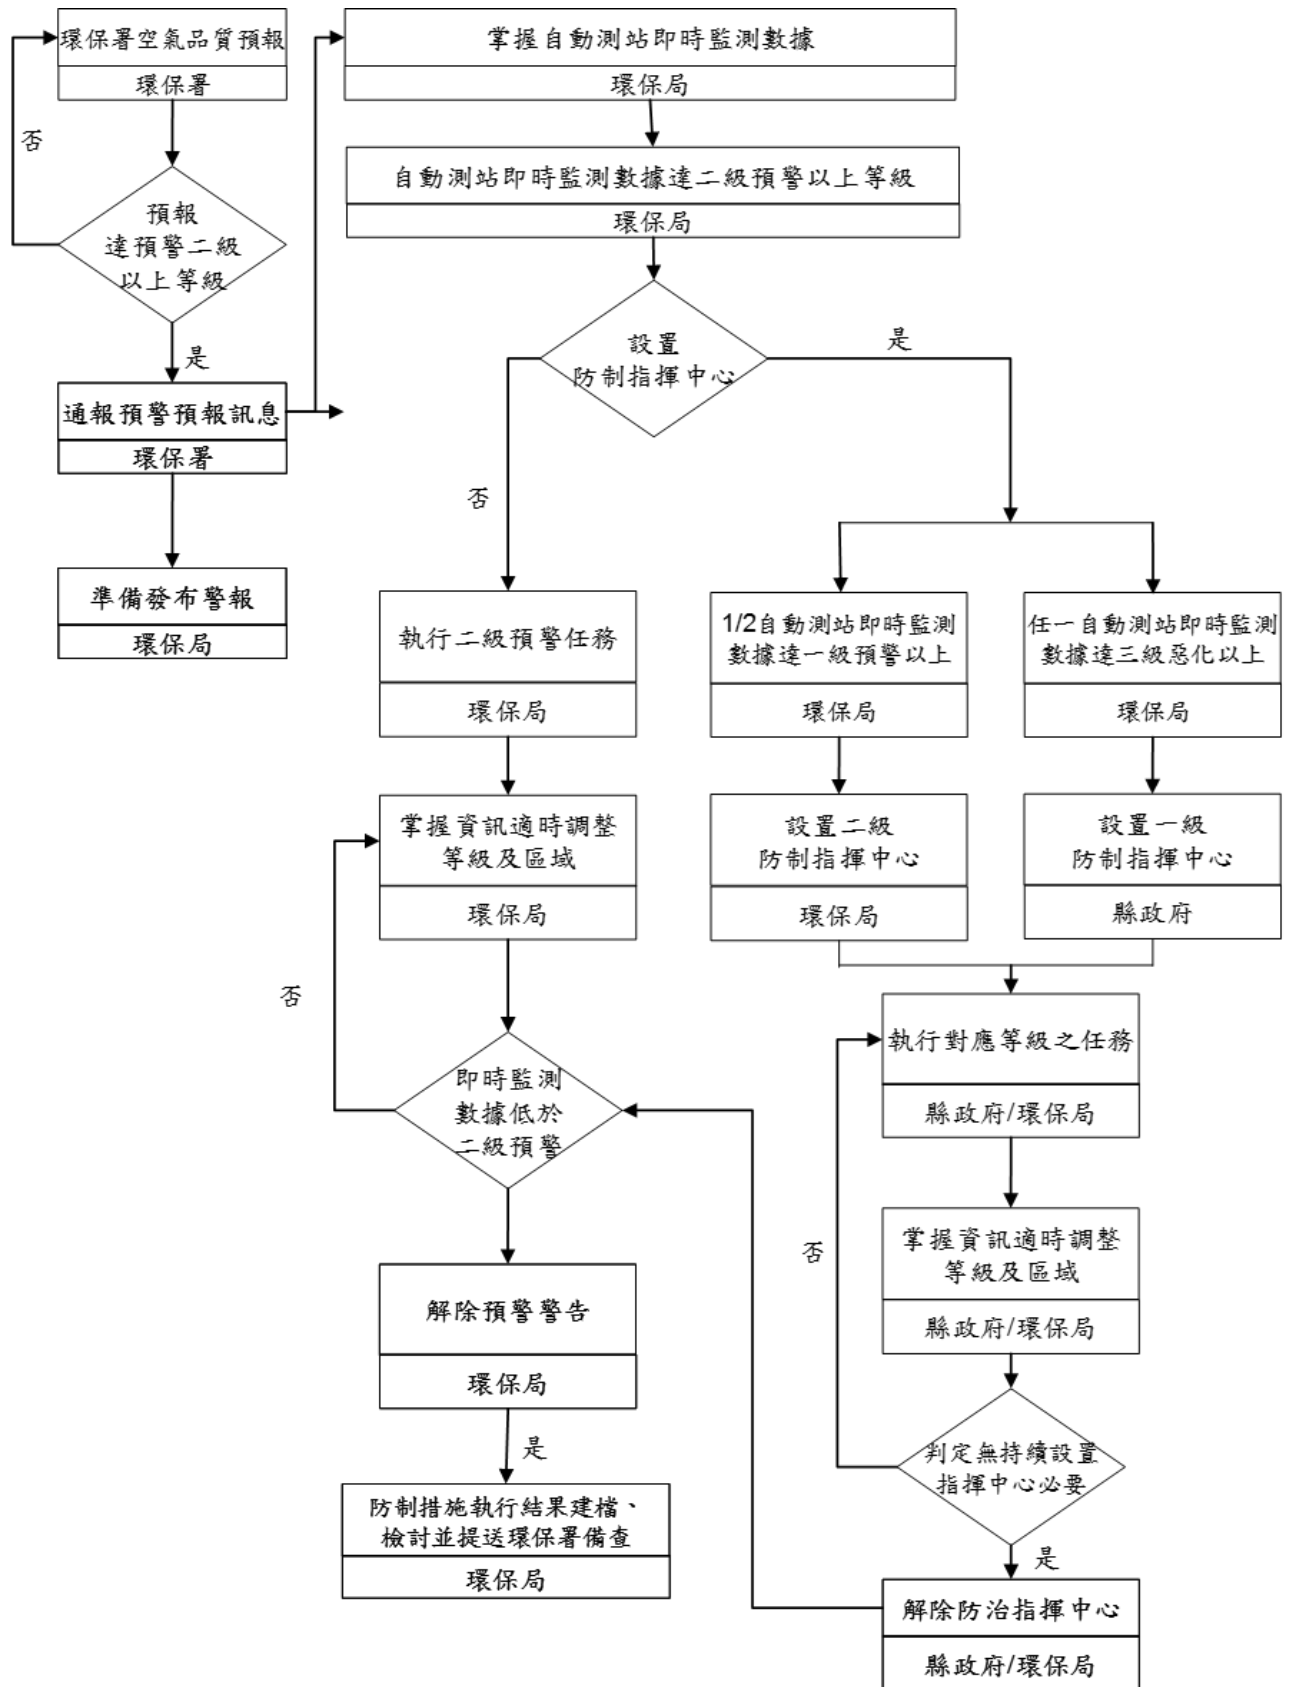 環保署空氣品質預報
環保署
否
預報
達預警二級
以上等級
是
通報預警預報訊息
環保署
準備發布警報
環保局
掌握自動測站即時監測數據
環保局
自動測站即時監測數據達二級預警以上等級
環保局
設置
防制指揮中心
否
是
執行二級預警任務
環保局
掌握資訊適時調整
等級及區域
環保局
否
即時監測
數據低於
二級預警
解除預警警告
環保局
是
防制措施執行結果建檔、
檢討並提送環保署備查
環保局
1/2自動測站即時監測
數據達一級預警以上
環保局
設置二級
防制指揮中心
環保局
任一自動測站即時監測
數據達三級惡化以上
環保局
設置一級
防制指揮中心
縣政府
執行對應等級之任務
縣政府/環保局
否
掌握資訊適時調整
等級及區域
縣政府/環保局
判定無持續設置
指揮中心必要
是
解除防治指揮中心
縣政府/環保局